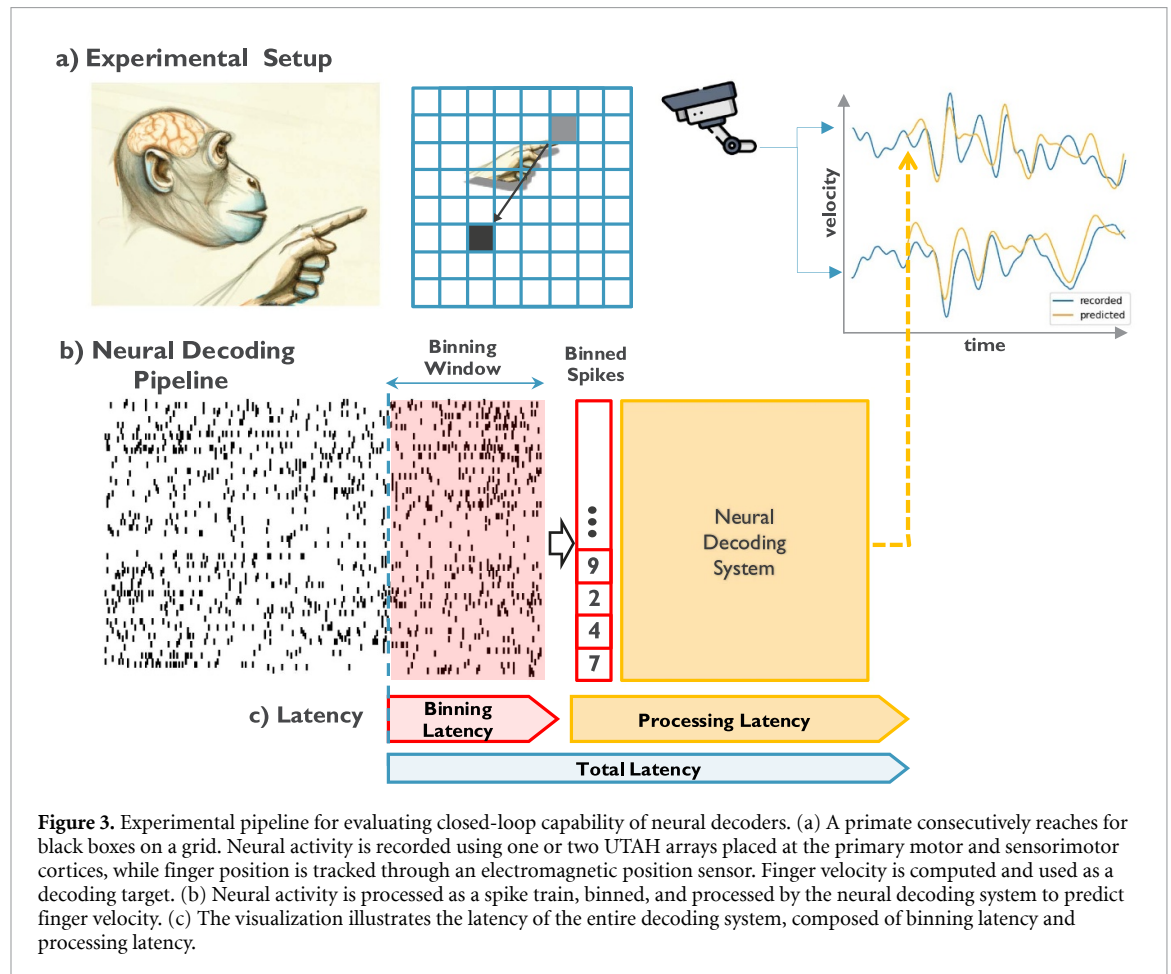 a) Experimental Setup
velocity
recorded
predicted
time
b) Neural Decoding
Pipeline
Binning
Window
Binned
Spikes
9
2
4
7
Neural
Decoding
System
c) Latency
Binning
Latency
Processing Latency
Total Latency
Figure 3. Experimental pipeline for evaluating closed-loop capability of neural decoders. (a) A primate consecutively reaches for
black boxes on a grid. Neural activity is recorded using one or two UTAH arrays placed at the primary motor and sensorimotor
cortices, while finger position is tracked through an electromagnetic position sensor. Finger velocity is computed and used as a
decoding target. (b) Neural activity is processed as a spike train, binned, and processed by the neural decoding system to predict
finger velocity. (c) The visualization illustrates the latency of the entire decoding system, composed of binning latency and
processing latency.